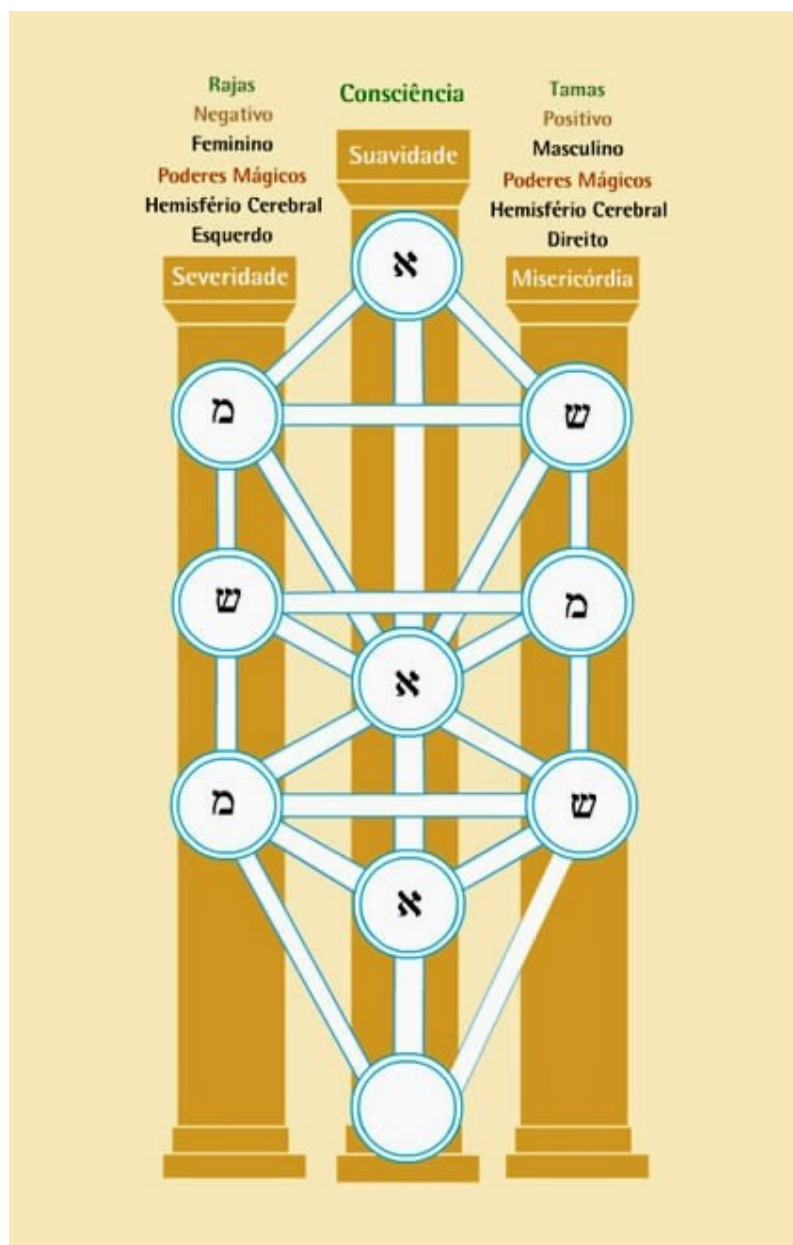 Rajas
Negativo
Feminino
Poderes Mágicos
Hemisfério Cerebral
Esquerdo
Severidade
Consciência
Suavidade
Tamas
Positivo
Masculino
Poderes Mágicos
Hemisfério Cerebral
Direito
Misericórdia
א
מ
ש
ש
מ
א
מ
ש
א